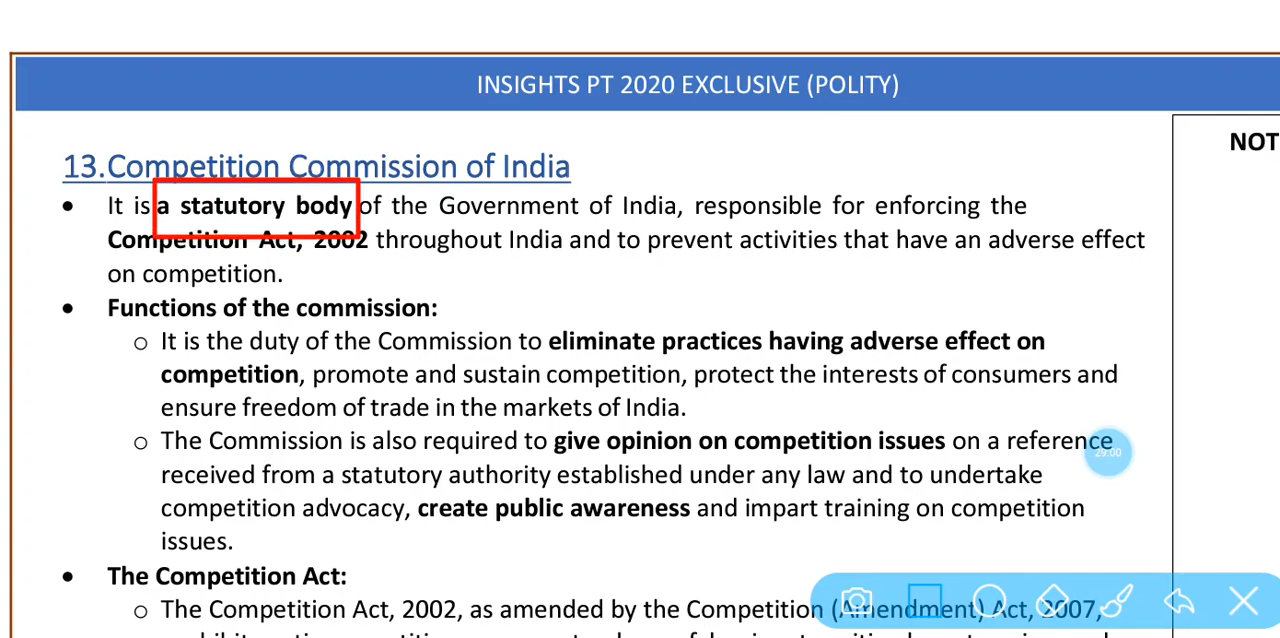 INSIGHTS PT 2020 EXCLUSIVE (POLITY)
NOT
13.Competition Commission of India
• It is a statutory body of the Government of India, responsible for enforcing the
Competition Act, 2002 throughout India and to prevent activities that have an adverse effect
on competition.
• Functions of the commission:
o It is the duty of the Commission to eliminate practices having adverse effect on
competition, promote and sustain competition, protect the interests of consumers and
ensure freedom of trade in the markets of India.
o The Commission is also required to give opinion on competition issues on a reference
received from a statutory authority established under any law and to undertake
competition advocacy, create public awareness and impart training on competition
issues.
29:00
• The Competition Act:
o The Competition Act, 2002, as amended by the Competition (Amendment) Act, 2007,